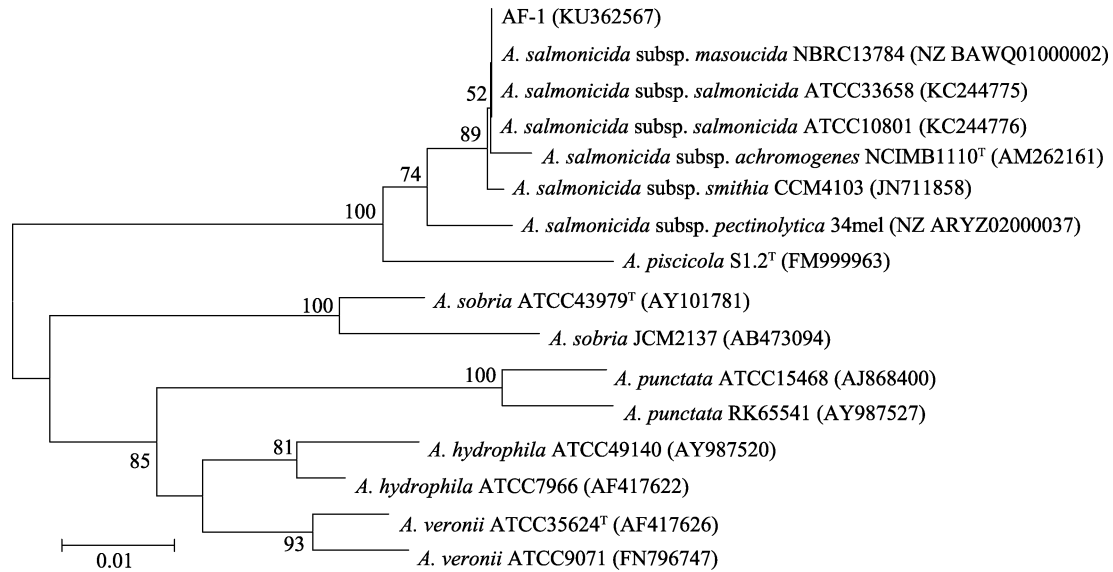 AF-1 (KU362567)
A. salmonicida subsp. masoucida NBRC13784 (NZ BAWQ01000002)
52
A. salmonicida subsp. salmonicida ATCC33658 (KC244775)
A. salmonicida subsp. salmonicida ATCC10801 (KC244776)
89
A. salmonicida subsp. achromogenes NCIMB1110ᵀ (AM262161)
74
A. salmonicida subsp. smithia CCM4103 (JN711858)
100
A. salmonicida subsp. pectinolytica 34mel (NZ ARYZ02000037)
A. piscicola S1.2ᵀ (FM999963)
100
A. sobria ATCC43979ᵀ (AY101781)
A. sobria JCM2137 (AB473094)
100
A. punctata ATCC15468 (AJ868400)
A. punctata RK65541 (AY987527)
81
A. hydrophila ATCC49140 (AY987520)
85
A. hydrophila ATCC7966 (AF417622)
A. veronii ATCC35624ᵀ (AF417626)
93
A. veronii ATCC9071 (FN796747)
0.01